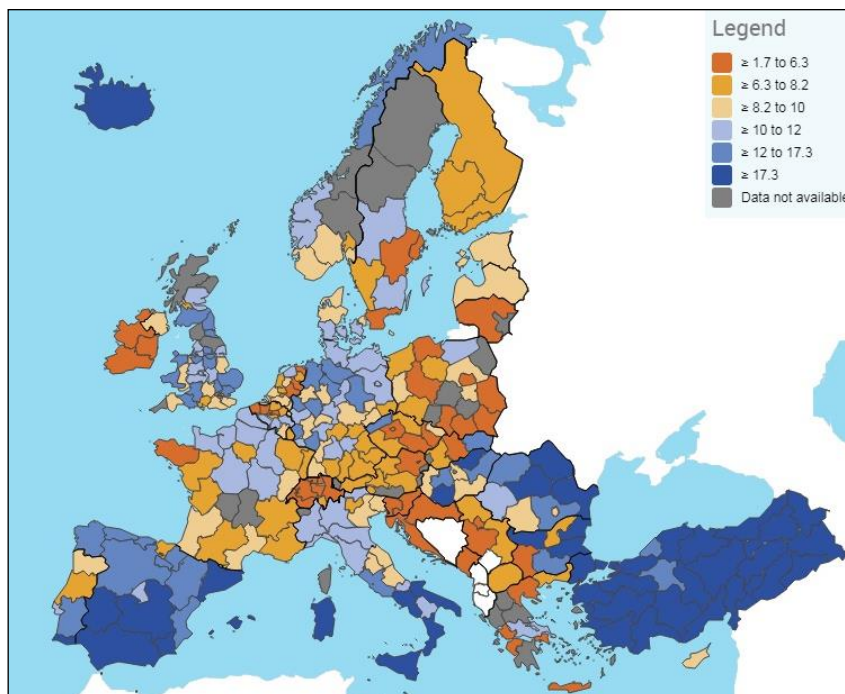 Legend
≥ 1.7 to 6.3
≥ 6.3 to 8.2
≥ 8.2 to 10
≥ 10 to 12
≥ 12 to 17.3
≥ 17.3
Data not available